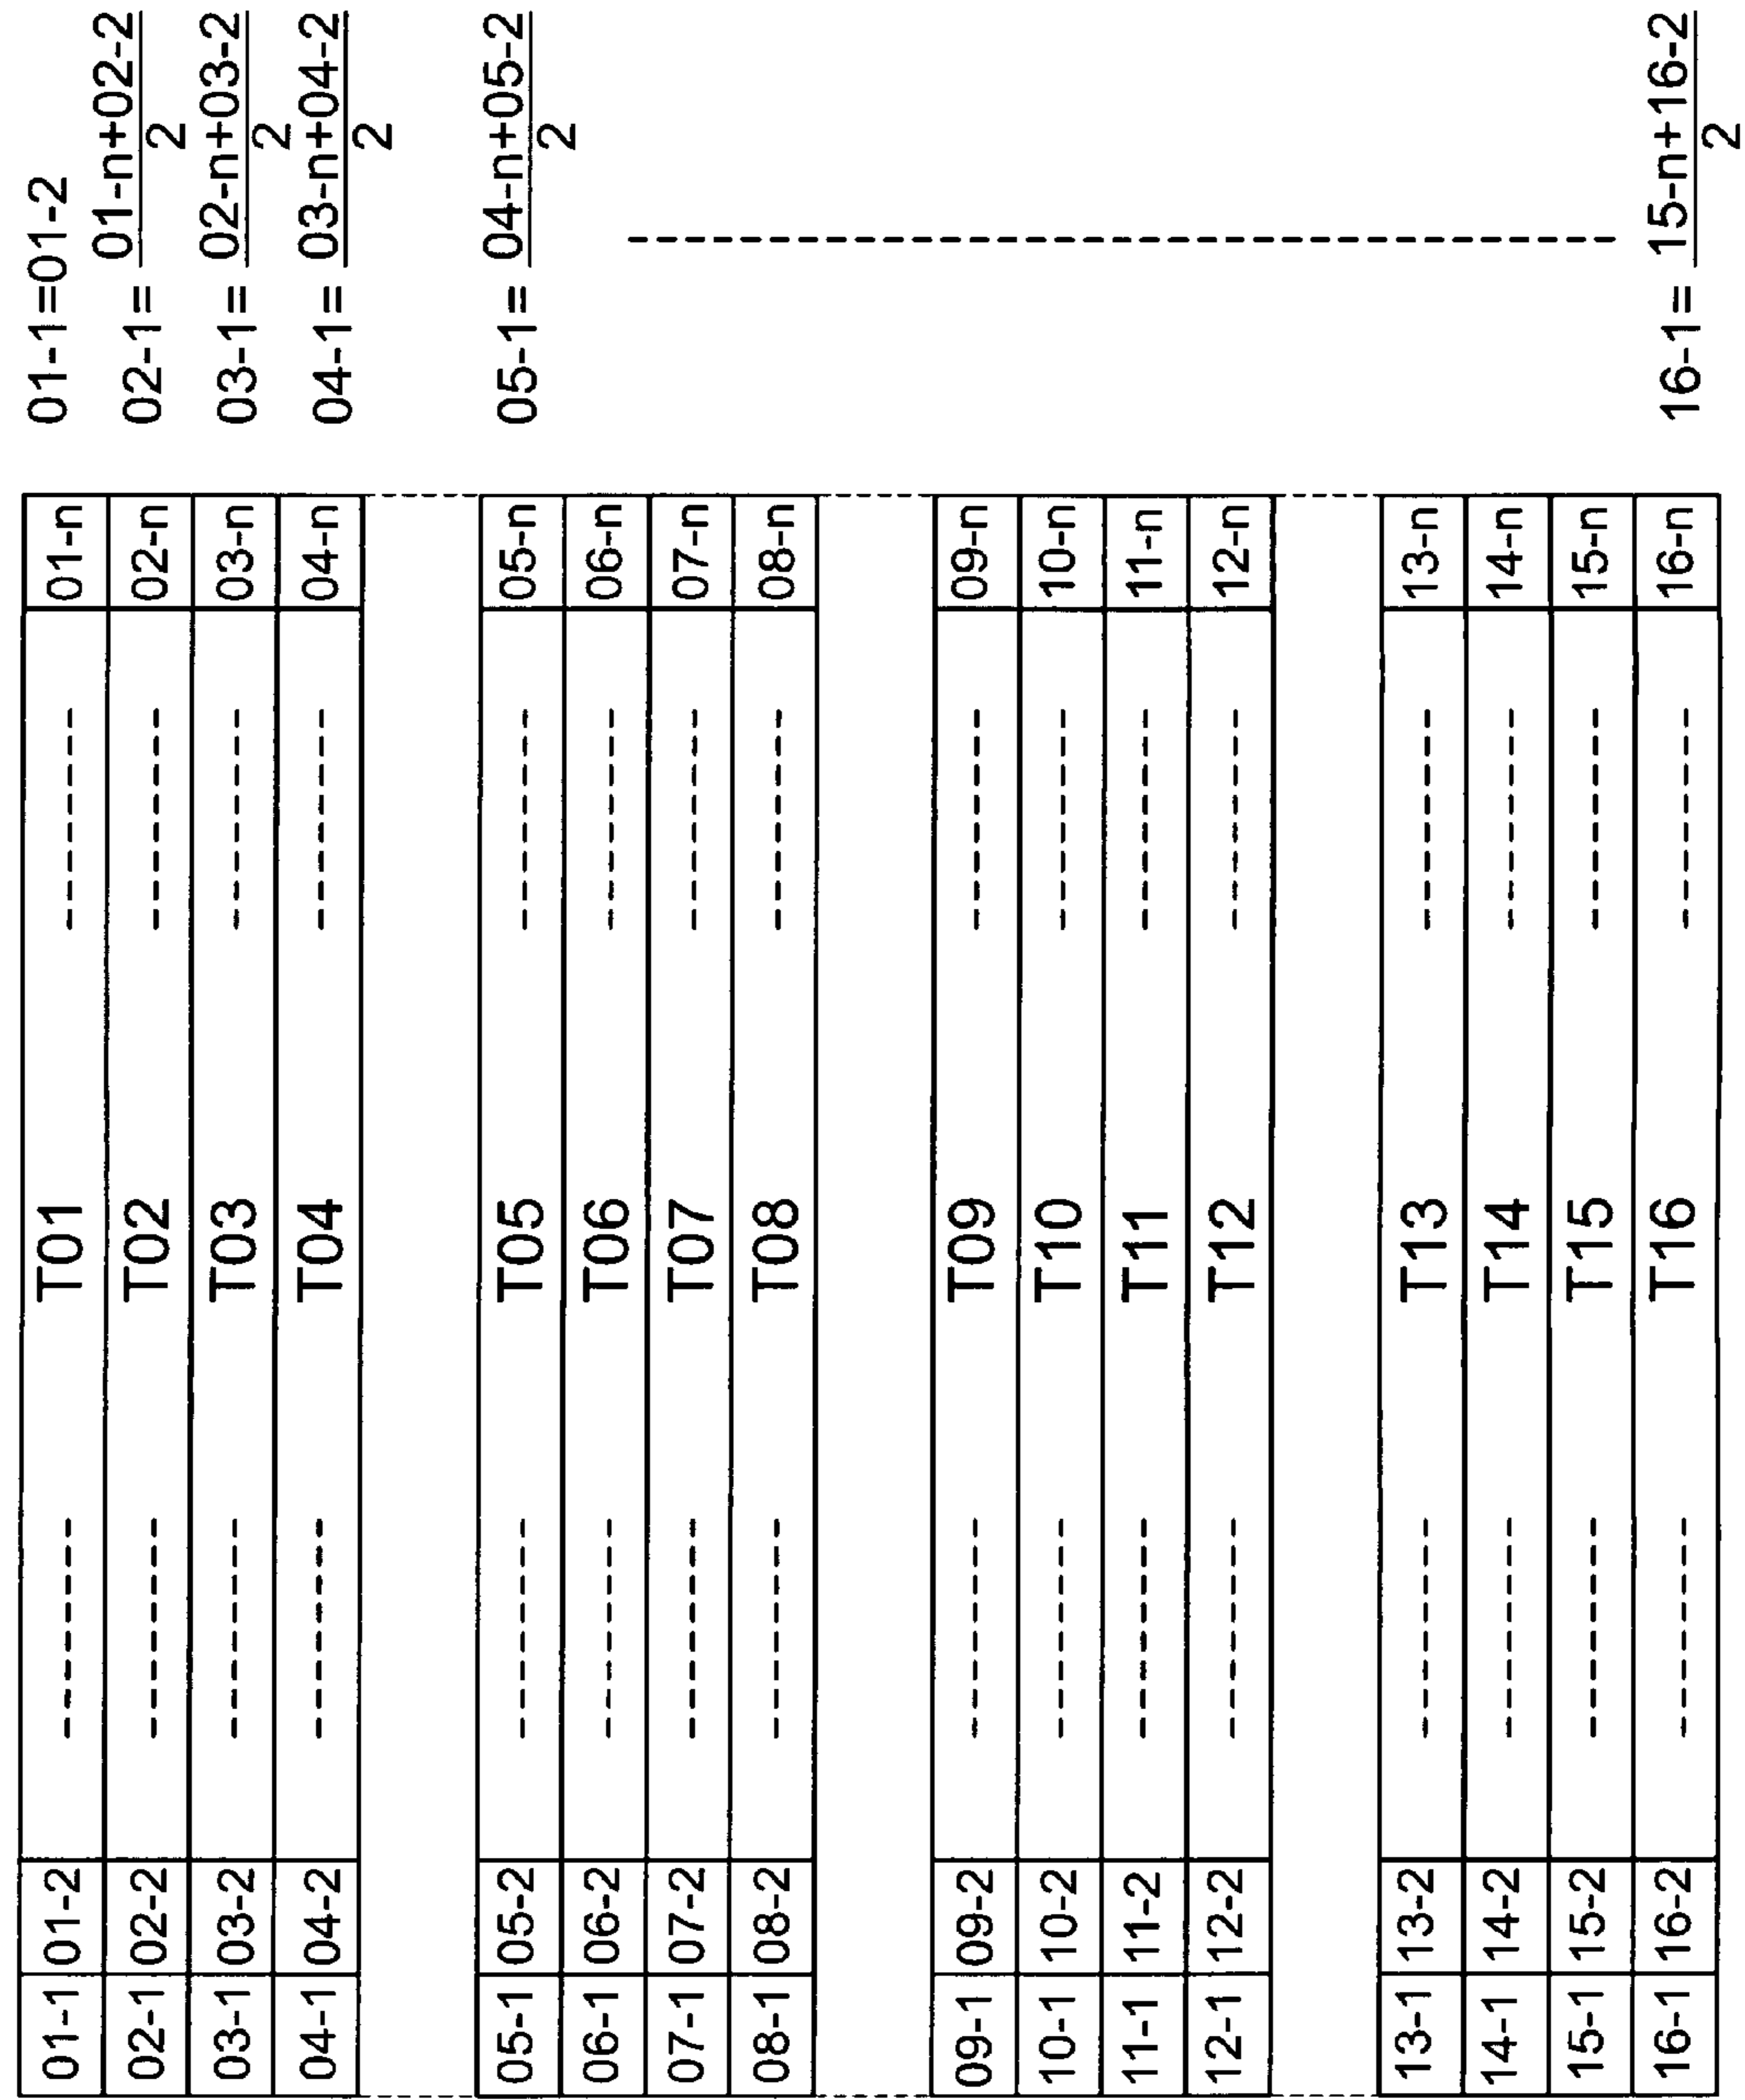 01-1 01-2 T01 01-n
02-1 02-2 T02 02-n
03-1 03-2 T03 03-n
04-1 04-2 T04 04-n
05-1 05-2 T05 05-n
06-1 06-2 T06 06-n
07-1 07-2 T07 07-n
08-1 08-2 T08 08-n
09-1 09-2 T09 09-n
10-1 10-2 T10 10-n
11-1 11-2 T11 11-n
12-1 12-2 T12 12-n
13-1 13-2 T13 13-n
14-1 14-2 T14 14-n
15-1 15-2 T15 15-n
16-1 16-2 T16 16-n
01-1=01-2
02-1= 01-n+02-2
2
03-1= 02-n+03-2
2
04-1= 03-n+04-2
2
05-1= 04-n+05-2
2
16-1= 15-n+16-2
2